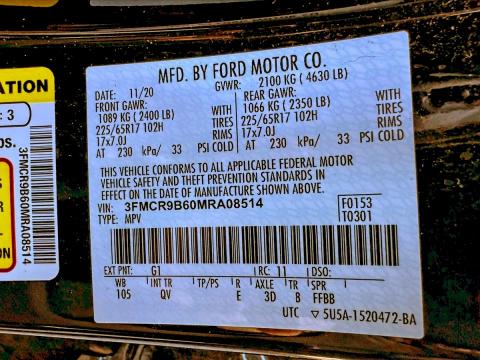 ATION
: 3
bs.
3FMCR9B60MRA08514
ON
MFD. BY FORD MOTOR CO.
11/20 GVWR: 2100 KG ( 4630 LB)
FRONT GAWR: REAR GAWR:
1089 KG ( 2400 LB) WITH 1066 KG ( 2350 LB) WITH
225/65R17 102H TIRES 225/65R17 102H TIRES
17x7.0J RIMS 17x7.0J RIMS
AT 230 kPa/ 33 PSI COLD AT 230 kPa/ 33 PSI COLD
THIS VEHICLE CONFORMS TO ALL APPLICABLE FEDERAL MOTOR
VEHICLE SAFETY AND THEFT PREVENTION STANDARDS IN
EFFECT ON THE DATE OF MANUFACTURE SHOWN ABOVE.
VIN: 3FMCR9B60MRA08514 F0153
TYPE: MPV T0301
EXT PNT: G1 RC: 11 DSO:
WB INT TR TP/PS R AXLE TR SPR
105 QV E 3D B FFBB
UTC ▽ 5U5A-1520472-BA